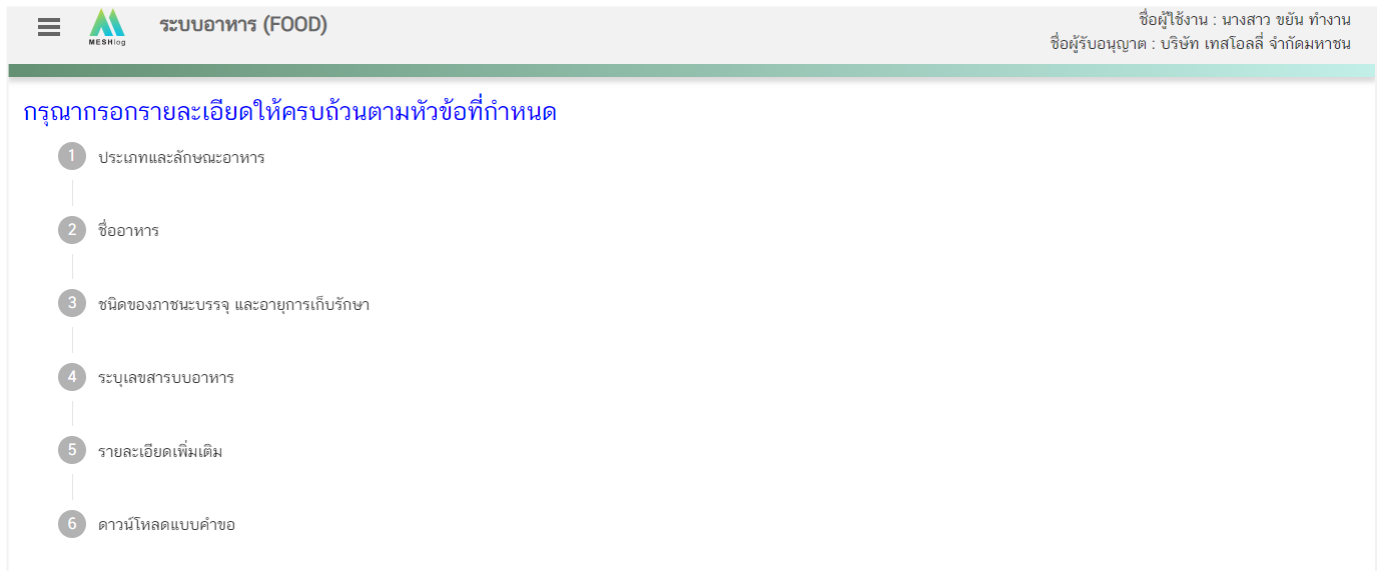 ระบบอาหาร (FOOD)
MESHlog
ชื่อผู้ใช้งาน : นางสาว ขยัน ทำงาน
ชื่อผู้รับอนุญาต : บริษัท เทสโอลลี่ จำกัดมหาชน
กรุณากรอกรายละเอียดให้ครบถ้วนตามหัวข้อที่กำหนด
1 ประเภทและลักษณะอาหาร
2 ชื่ออาหาร
3 ชนิดของภาชนะบรรจุ และอายุการเก็บรักษา
4 ระบุเลขสารบบอาหาร
5 รายละเอียดเพิ่มเติม
6 ดาวน์โหลดแบบคำขอ